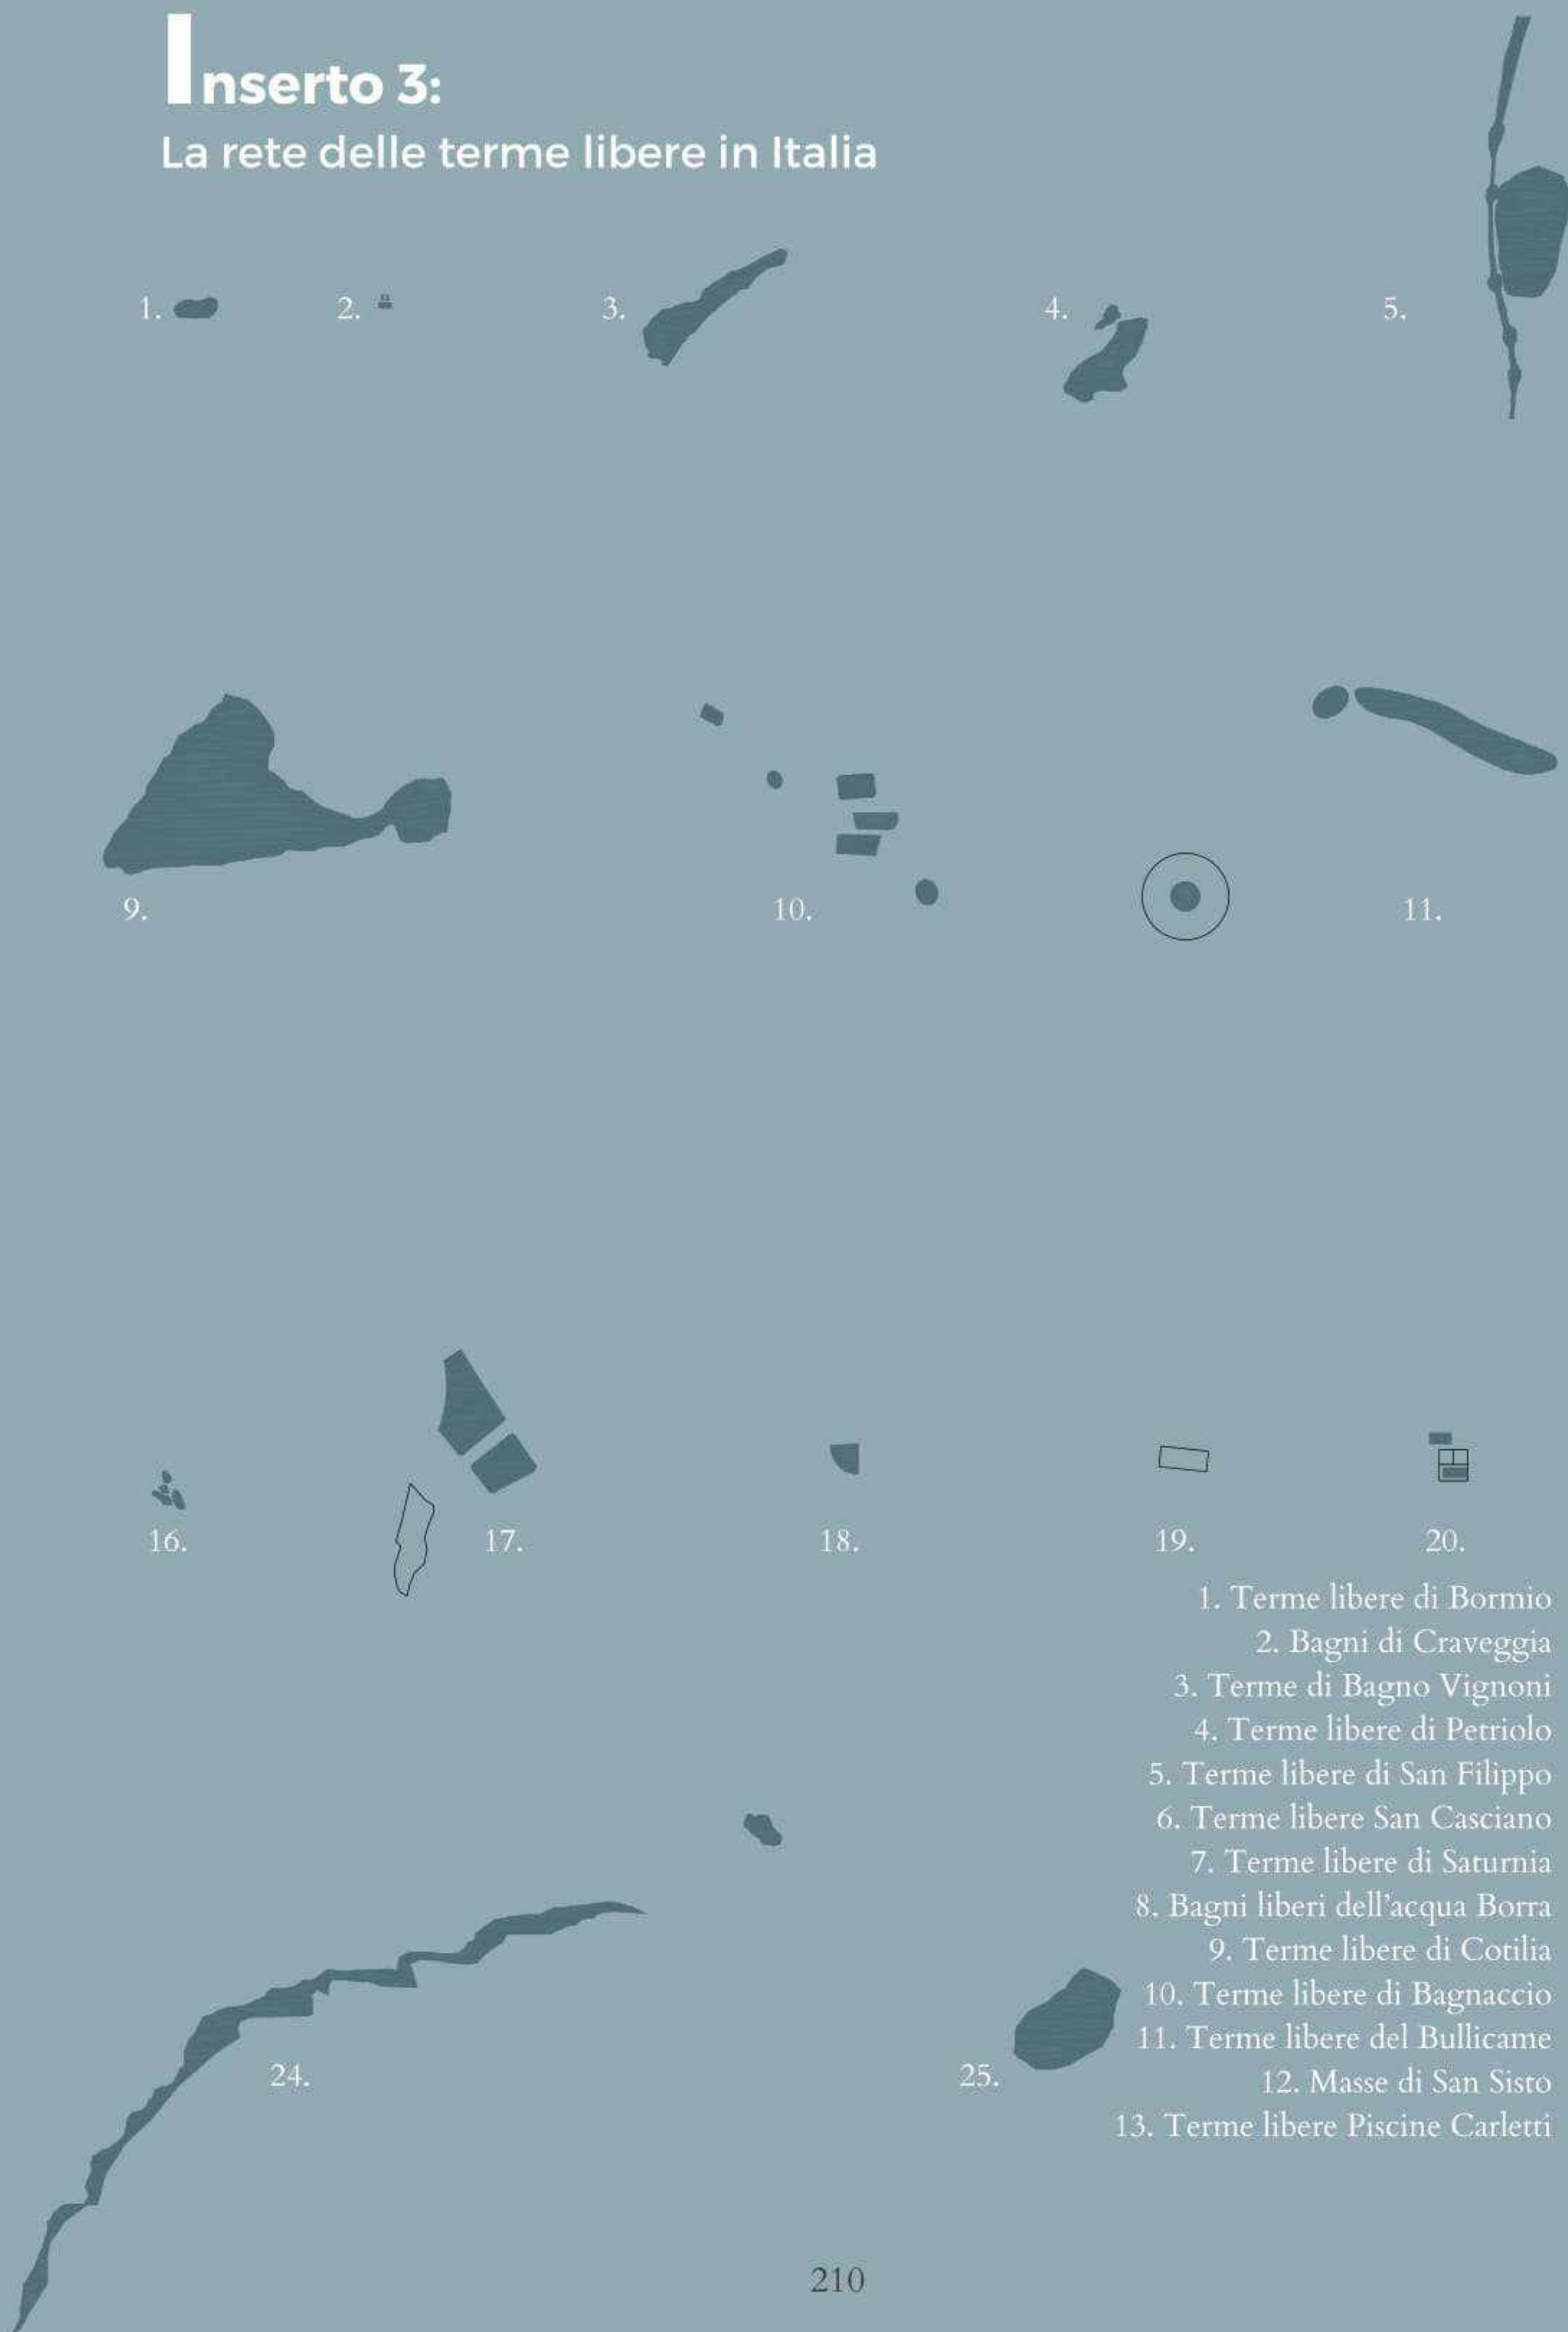 Inserto 3:
La rete delle terme libere in Italia
1.
2.
3.
4.
5.
9.
10.
11.
16.
17.
18.
19.
20.
1. Terme libere di Bormio
2. Bagni di Craveggia
3. Terme di Bagno Vignoni
4. Terme libere di Petriolo
5. Terme libere di San Filippo
6. Terme libere San Casciano
7. Terme libere di Saturnia
8. Bagni liberi dell'acqua Borra
9. Terme libere di Cotilia
10. Terme libere di Bagnaccio
11. Terme libere del Bullicame
12. Masse di San Sisto
13. Terme libere Piscine Carletti
24.
25.
210